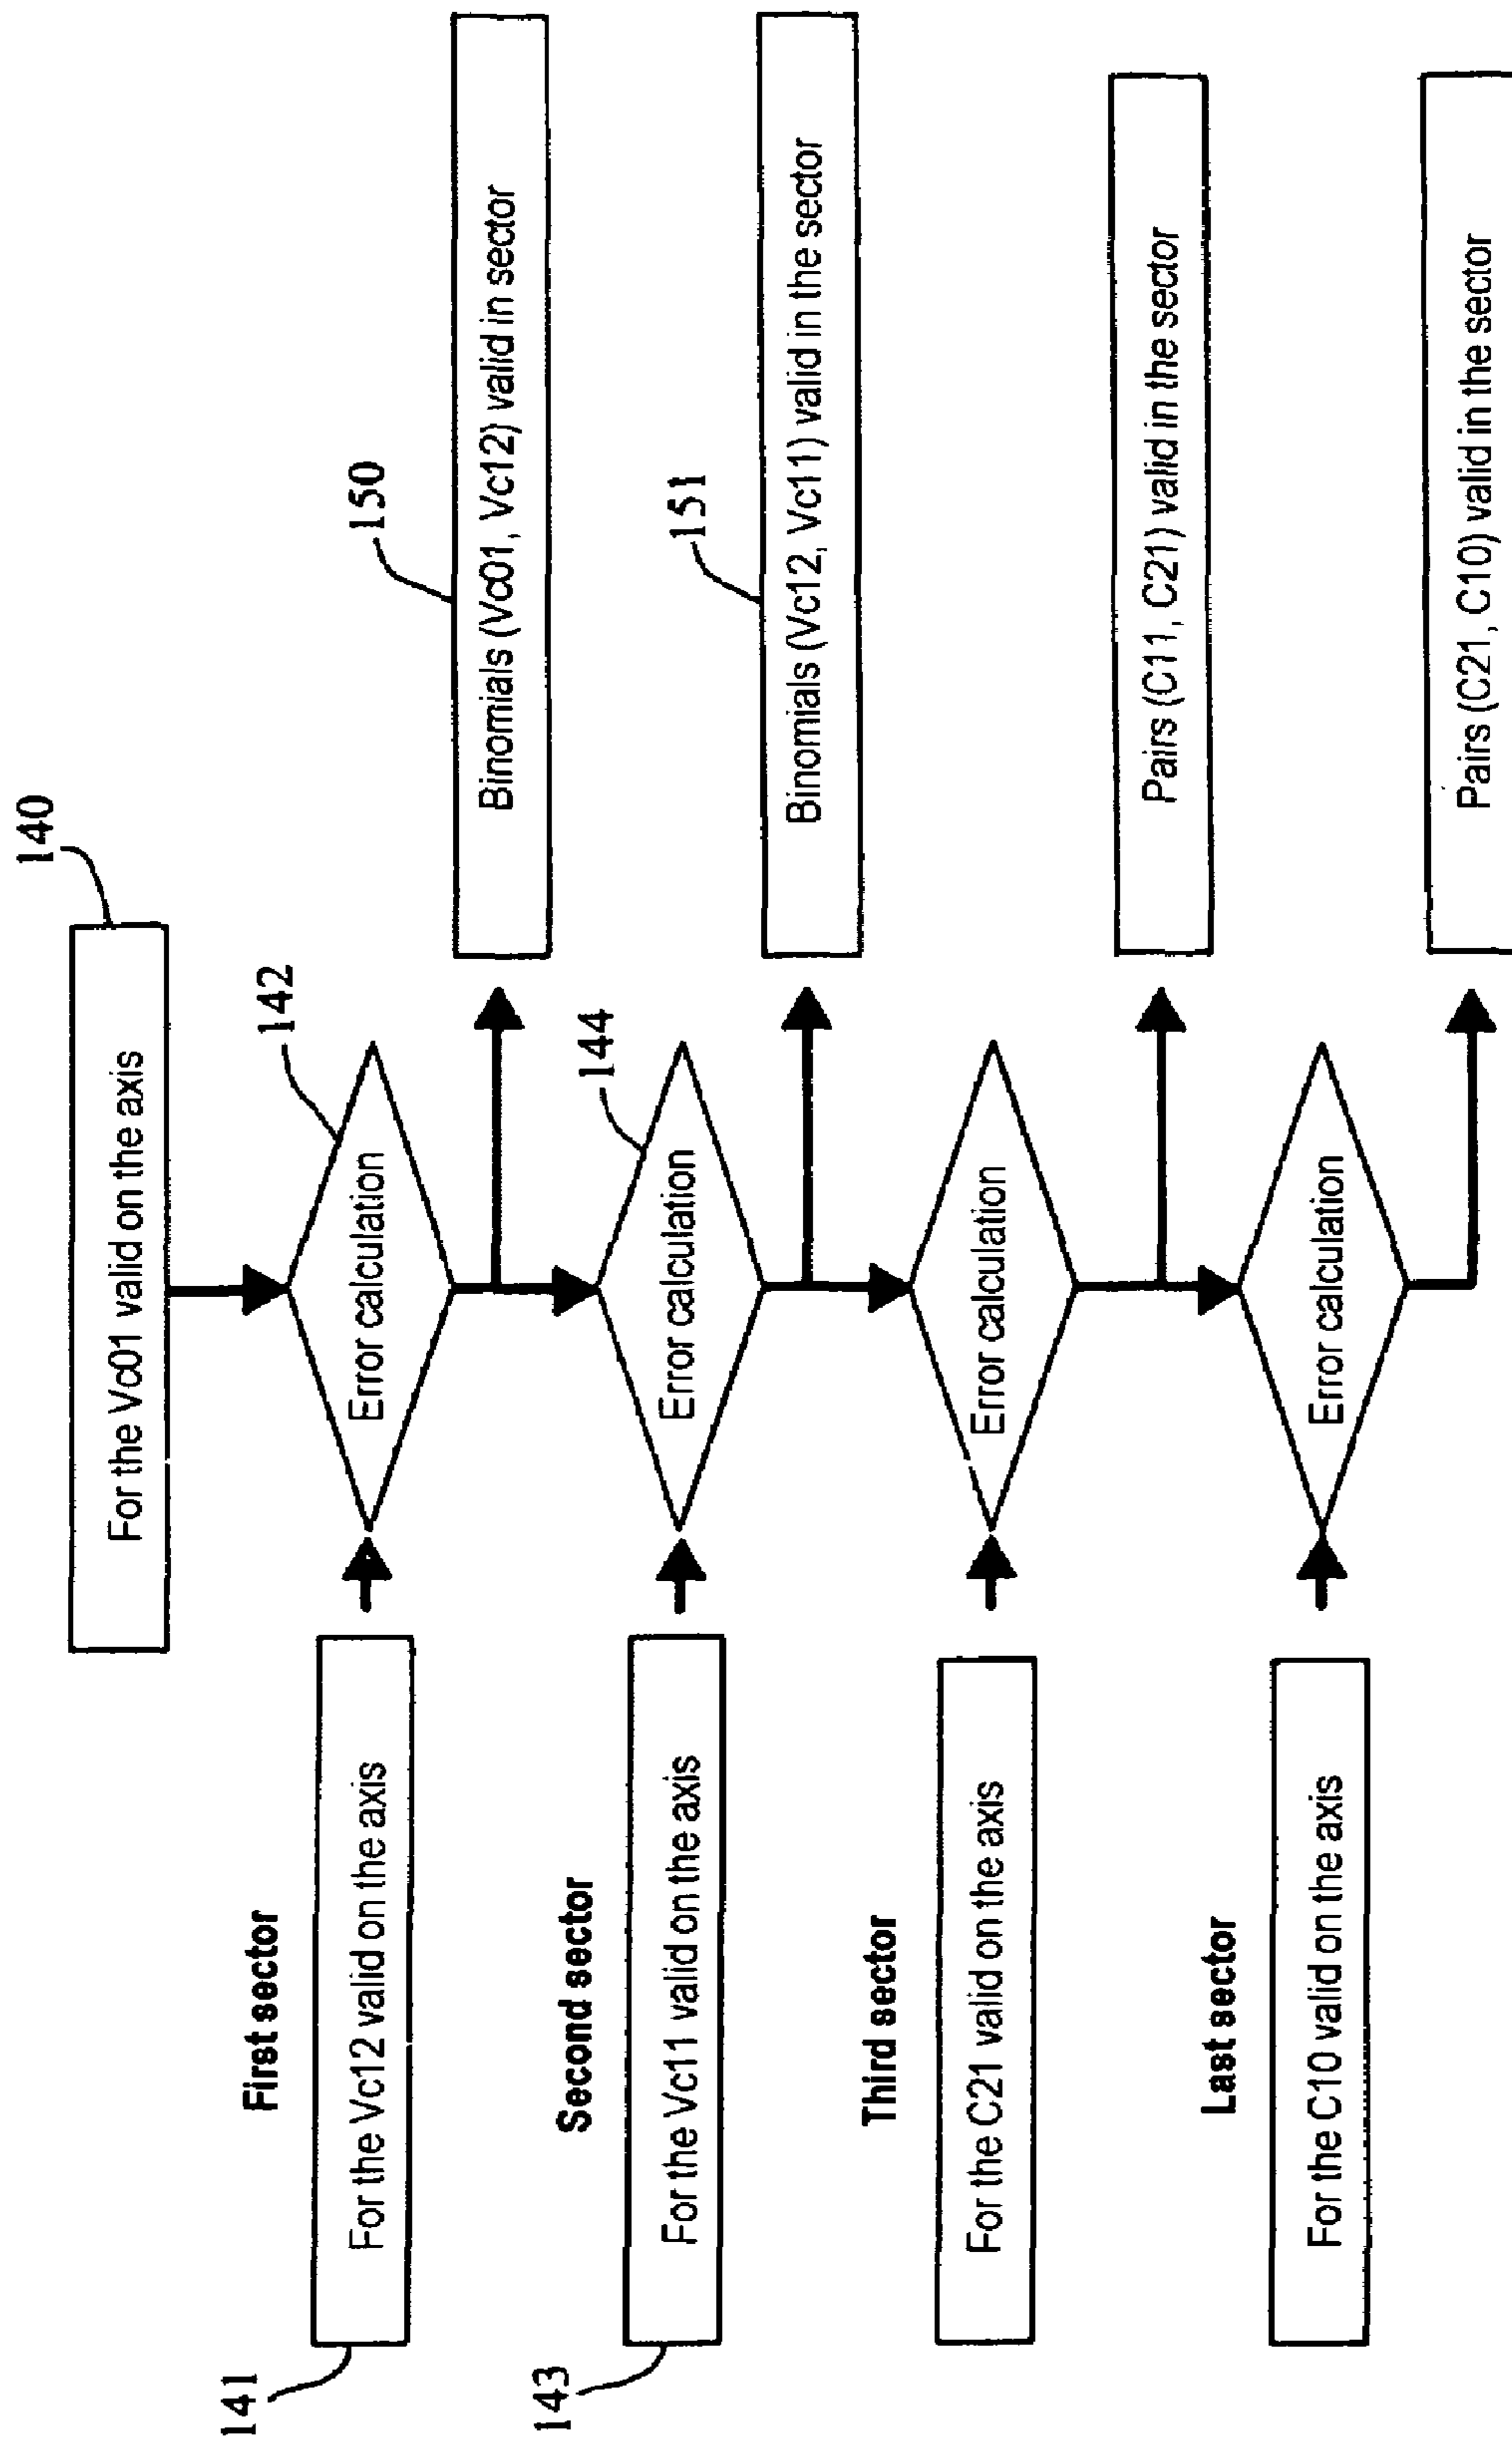 140
For the Vc01 valid on the axis
First sector
141
For the Vc12 valid on the axis
Error calculation
142
150
Binomials (Vc01, Vc12) valid in sector
Second sector
143
For the Vc11 valid on the axis
Error calculation
144
151
Binomials (Vc12, Vc11) valid in the sector
Third sector
For the C21 valid on the axis
Error calculation
Pairs (C11, C21) valid in the sector
Last sector
For the C10 valid on the axis
Error calculation
Pairs (C21, C10) valid in the sector